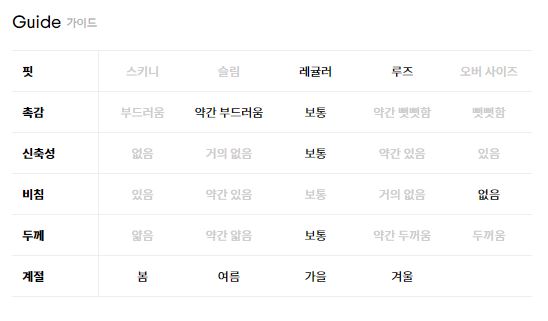 Guide 가이드
핏 스키니 슬림 레귤러 루즈 오버 사이즈
촉감 부드러움 약간 부드러움 보통 약간 뻣뻣함 뻣뻣함
신축성 없음 거의 없음 보통 약간 있음 있음
비침 있음 약간 있음 보통 거의 없음 없음
두께 얇음 약간 얇음 보통 약간 두꺼움 두꺼움
계절 봄 여름 가을 겨울